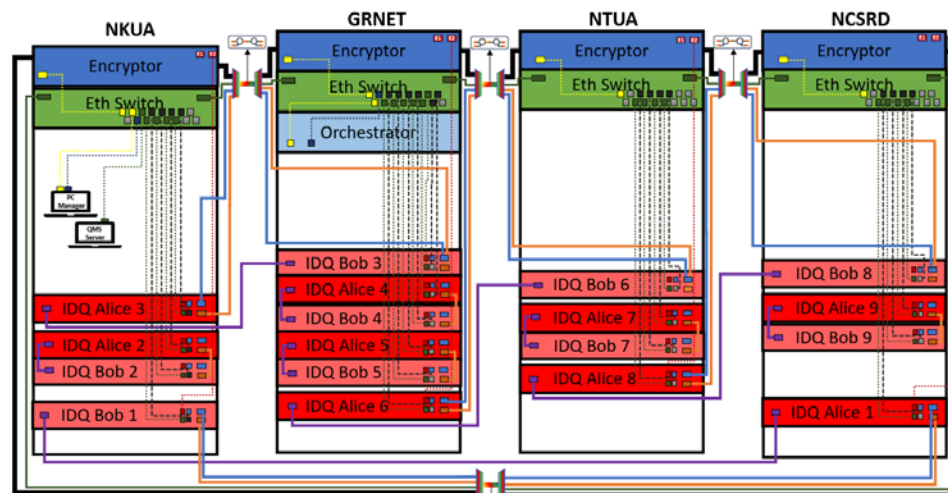 NKUA
GRNET
NTUA
NCSRD
Encryptor
Encryptor
Encryptor
Encryptor
Eth Switch
Eth Switch
Eth Switch
Eth Switch
Orchestrator
PC
Manager
QMS
Server
IDQ Alice 3
IDQ Alice 2
IDQ Bob 2
IDQ Bob 1
IDQ Bob 3
IDQ Alice 4
IDQ Bob 4
IDQ Alice 5
IDQ Bob 5
IDQ Alice 6
IDQ Bob 6
IDQ Alice 7
IDQ Bob 7
IDQ Alice 8
IDQ Bob 8
IDQ Alice 9
IDQ Bob 9
IDQ Alice 1